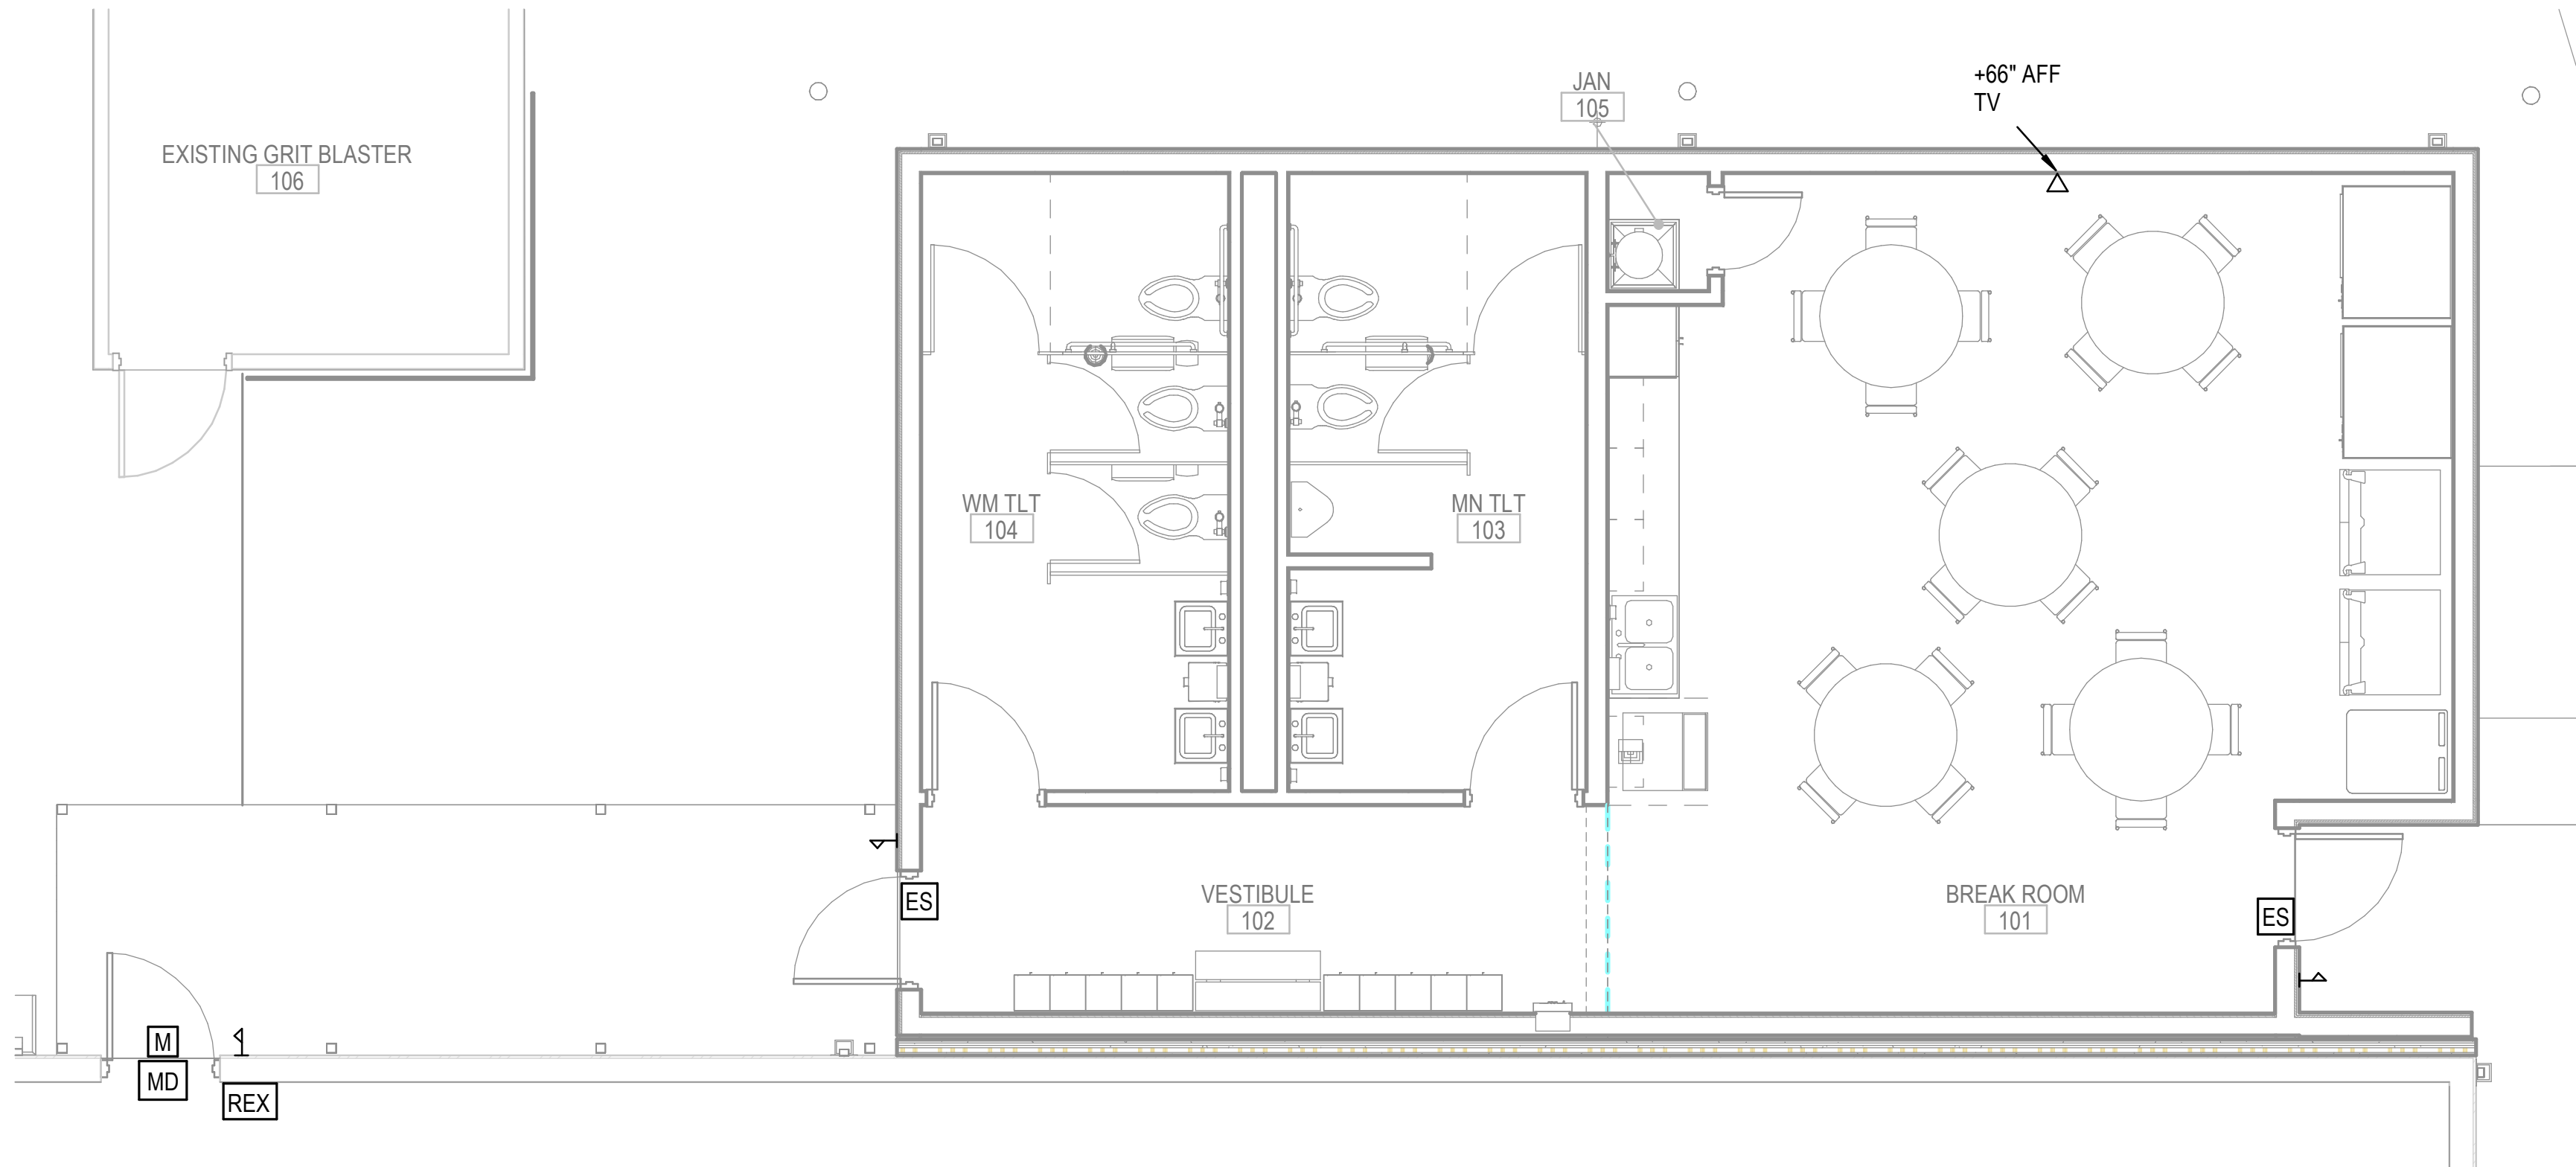 +66" AFF
TV
JAN
105
EXISTING GRIT BLASTER
106
WM TLT
104
MN TLT
103
VESTIBULE
102
BREAK ROOM
101
ES
ES
M
MD
REX